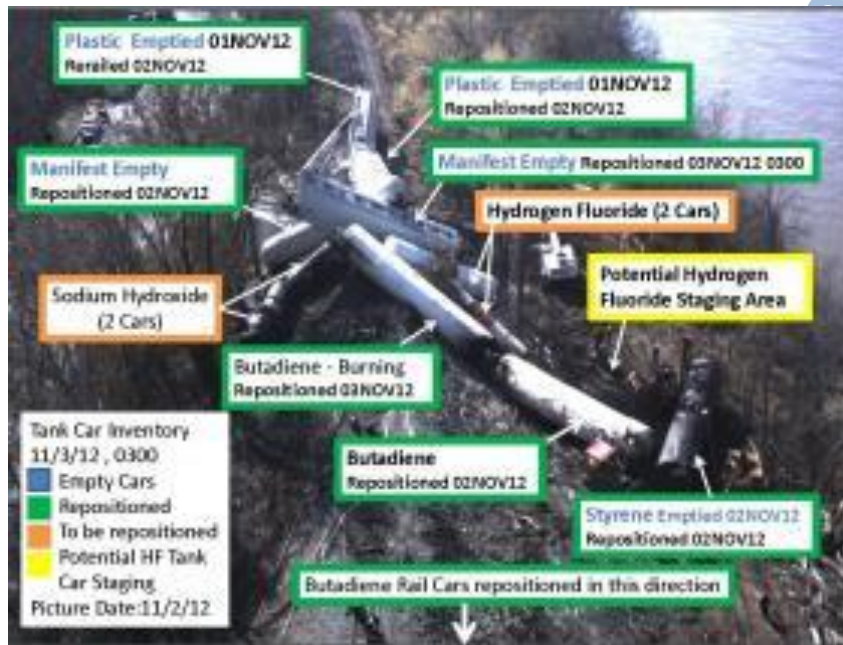 Plastic Emptied 01NOV12
Rerailed 02NOV12
Plastic Emptied 01NOV12
Repositioned 02NOV12
Manifest Empty
Repositioned 02NOV12
Manifest Empty Repositioned 03NOV12 0300
Hydrogen Fluoride (2 Cars)
Potential Hydrogen
Fluoride Staging Area
Sodium Hydroxide
(2 Cars)
Butadiene - Burning
Repositioned 03NOV12
Butadiene
Repositioned 02NOV12
Styrene Emptied 02NOV12
Repositioned 02NOV12
Tank Car Inventory
11/3/12 , 0300
Empty Cars
Repositioned
To be repositioned
Potential HF Tank
Car Staging
Picture Date:11/2/12
Butadiene Rail Cars repositioned in this direction